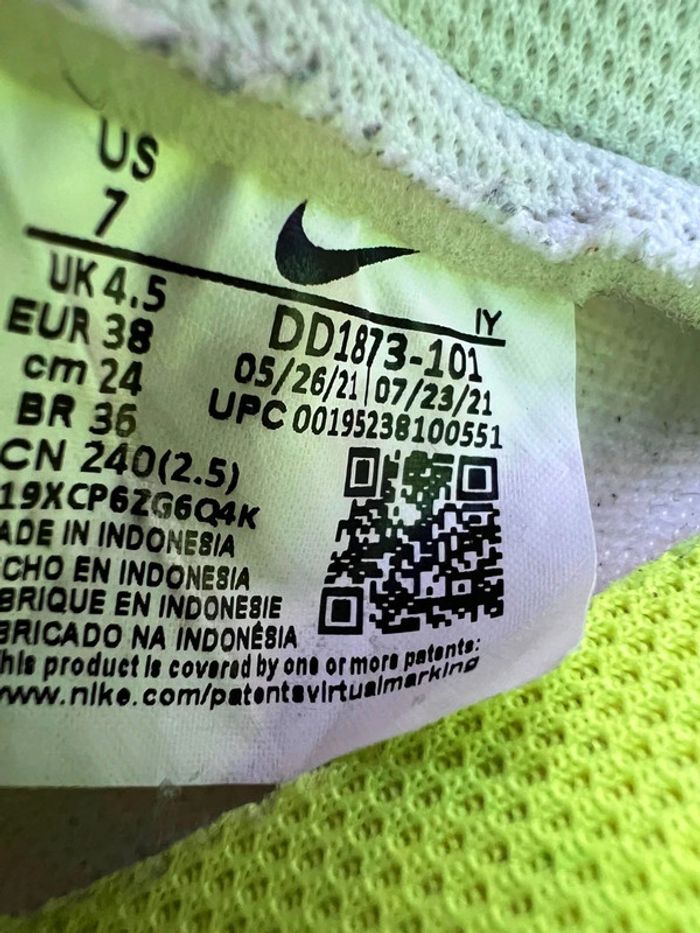 US
7
UK 4.5
EUR 38
cm 24
BR 36
CN 240(2.5)
IY
DD1873-101
05/26/21|07/23/21
UPC 00195238100551
19XCP6ZG6Q4K
ADE IN INDONESIA
CHO EN INDONESIA
BRIQUE EN INDONESIE
BRICADO NA INDONÉSIA
his product is covered by one or more patents:
www.nike.com/patentsvirtualmarking